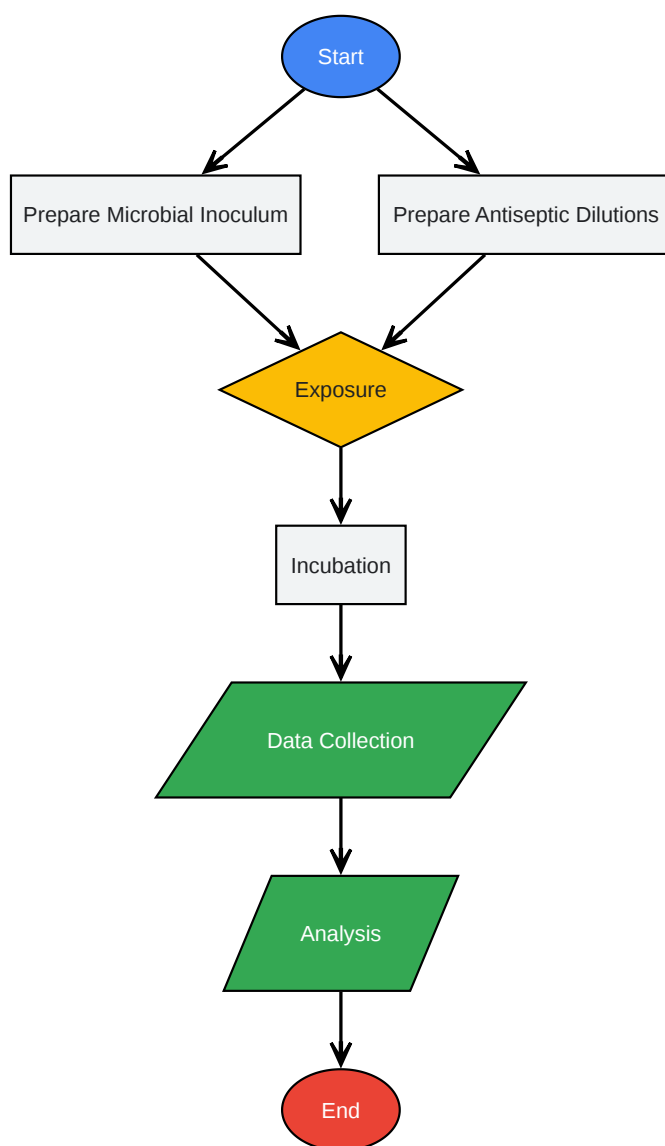 Start
Prepare Microbial Inoculum
Prepare Antiseptic Dilutions
Exposure
Incubation
Data Collection
Analysis
End